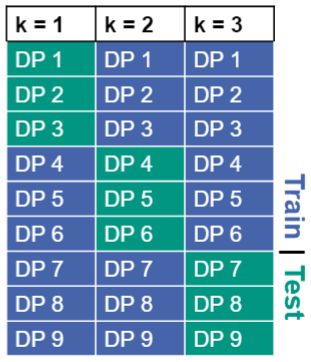 k = 1 k = 2 k = 3
DP 1 DP 1 DP 1
DP 2 DP 2 DP 2
DP 3 DP 3 DP 3
DP 4 DP 4 DP 4
DP 5 DP 5 DP 5
DP 6 DP 6 DP 6
DP 7 DP 7 DP 7
DP 8 DP 8 DP 8
DP 9 DP 9 DP 9
Train | Test